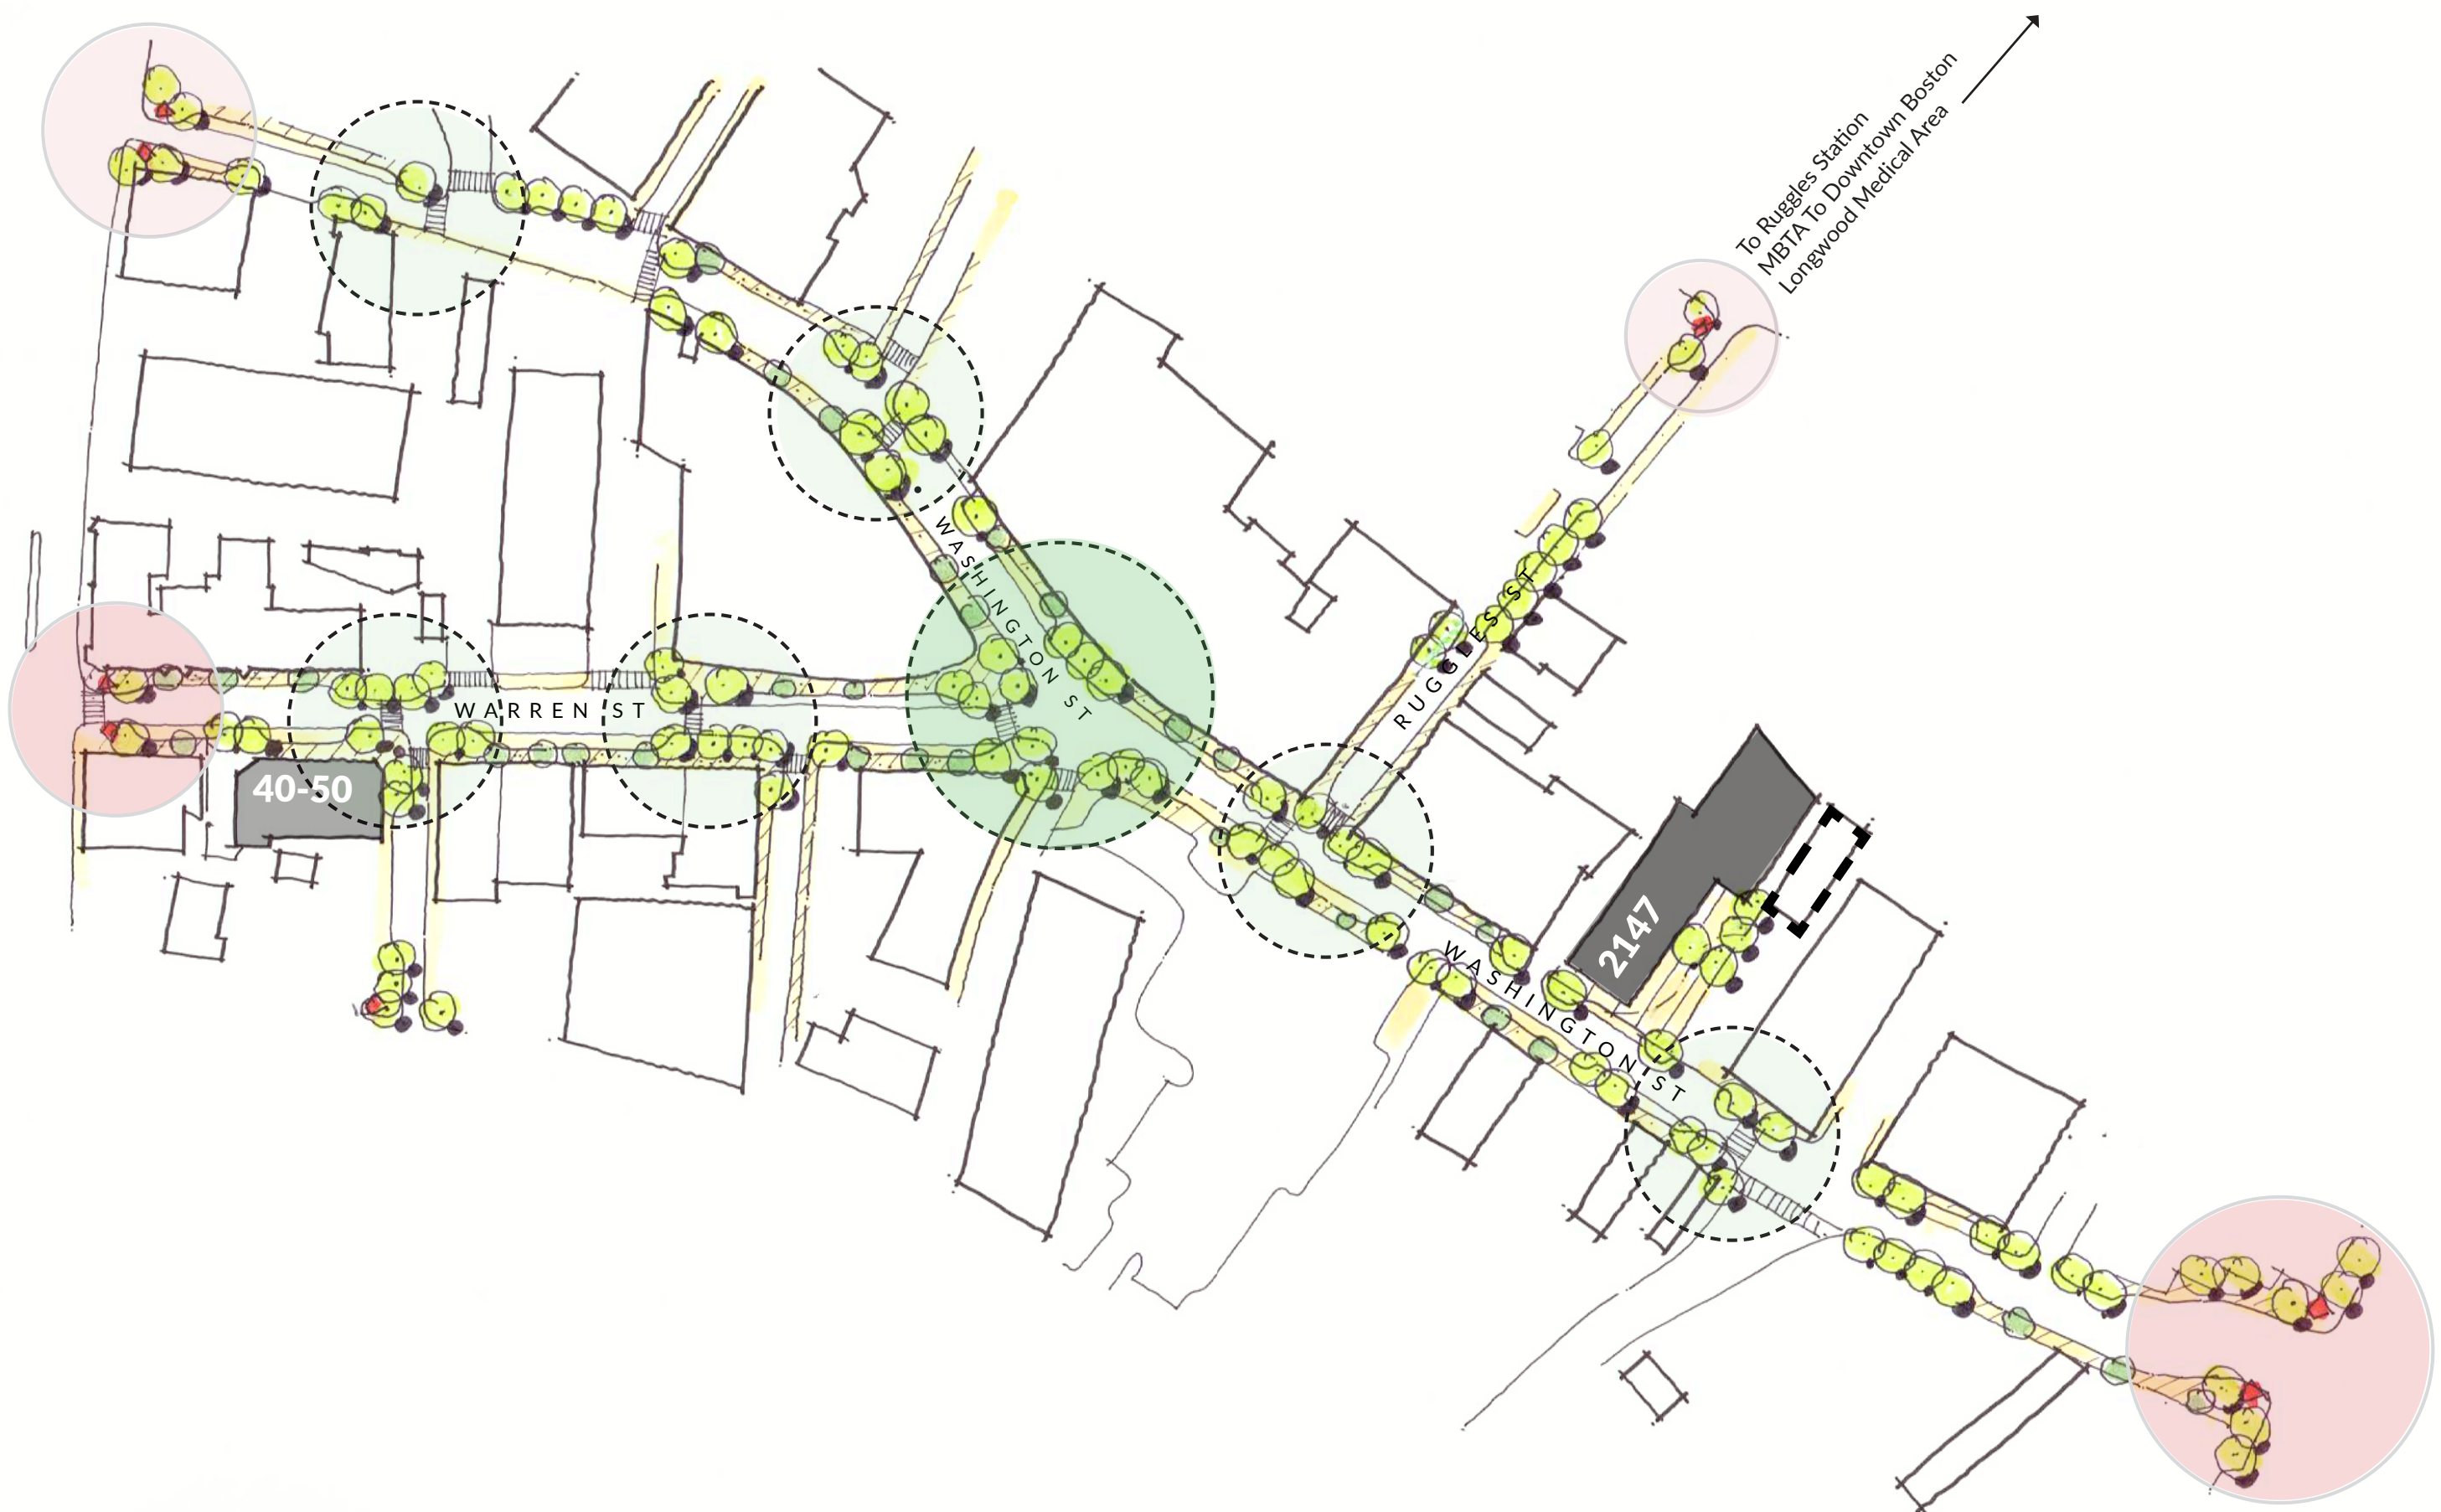 To Ruggles Station
MBTA To Downtown Boston
Longwood Medical Area
WASHINGTON ST
RUGGLES ST
WARREN ST
40-50
2147
WASHINGTON ST